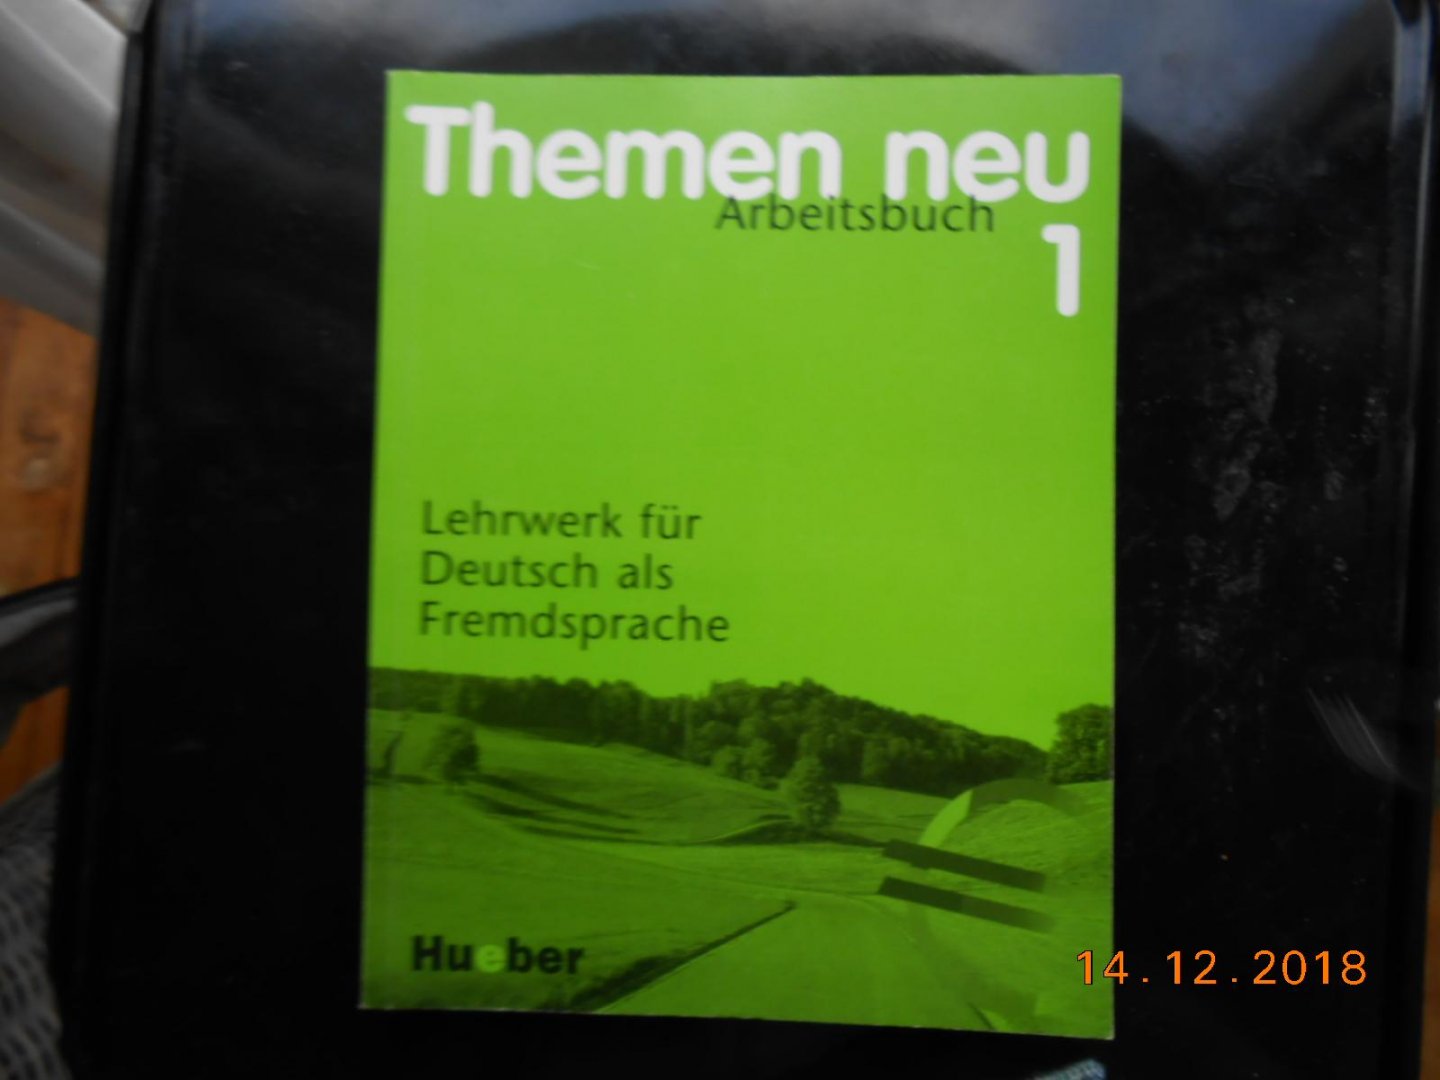 Themen neu
Arbeitsbuch
1
Lehrwerk für
Deutsch als
Fremdsprache
Hueber
14.12.2018